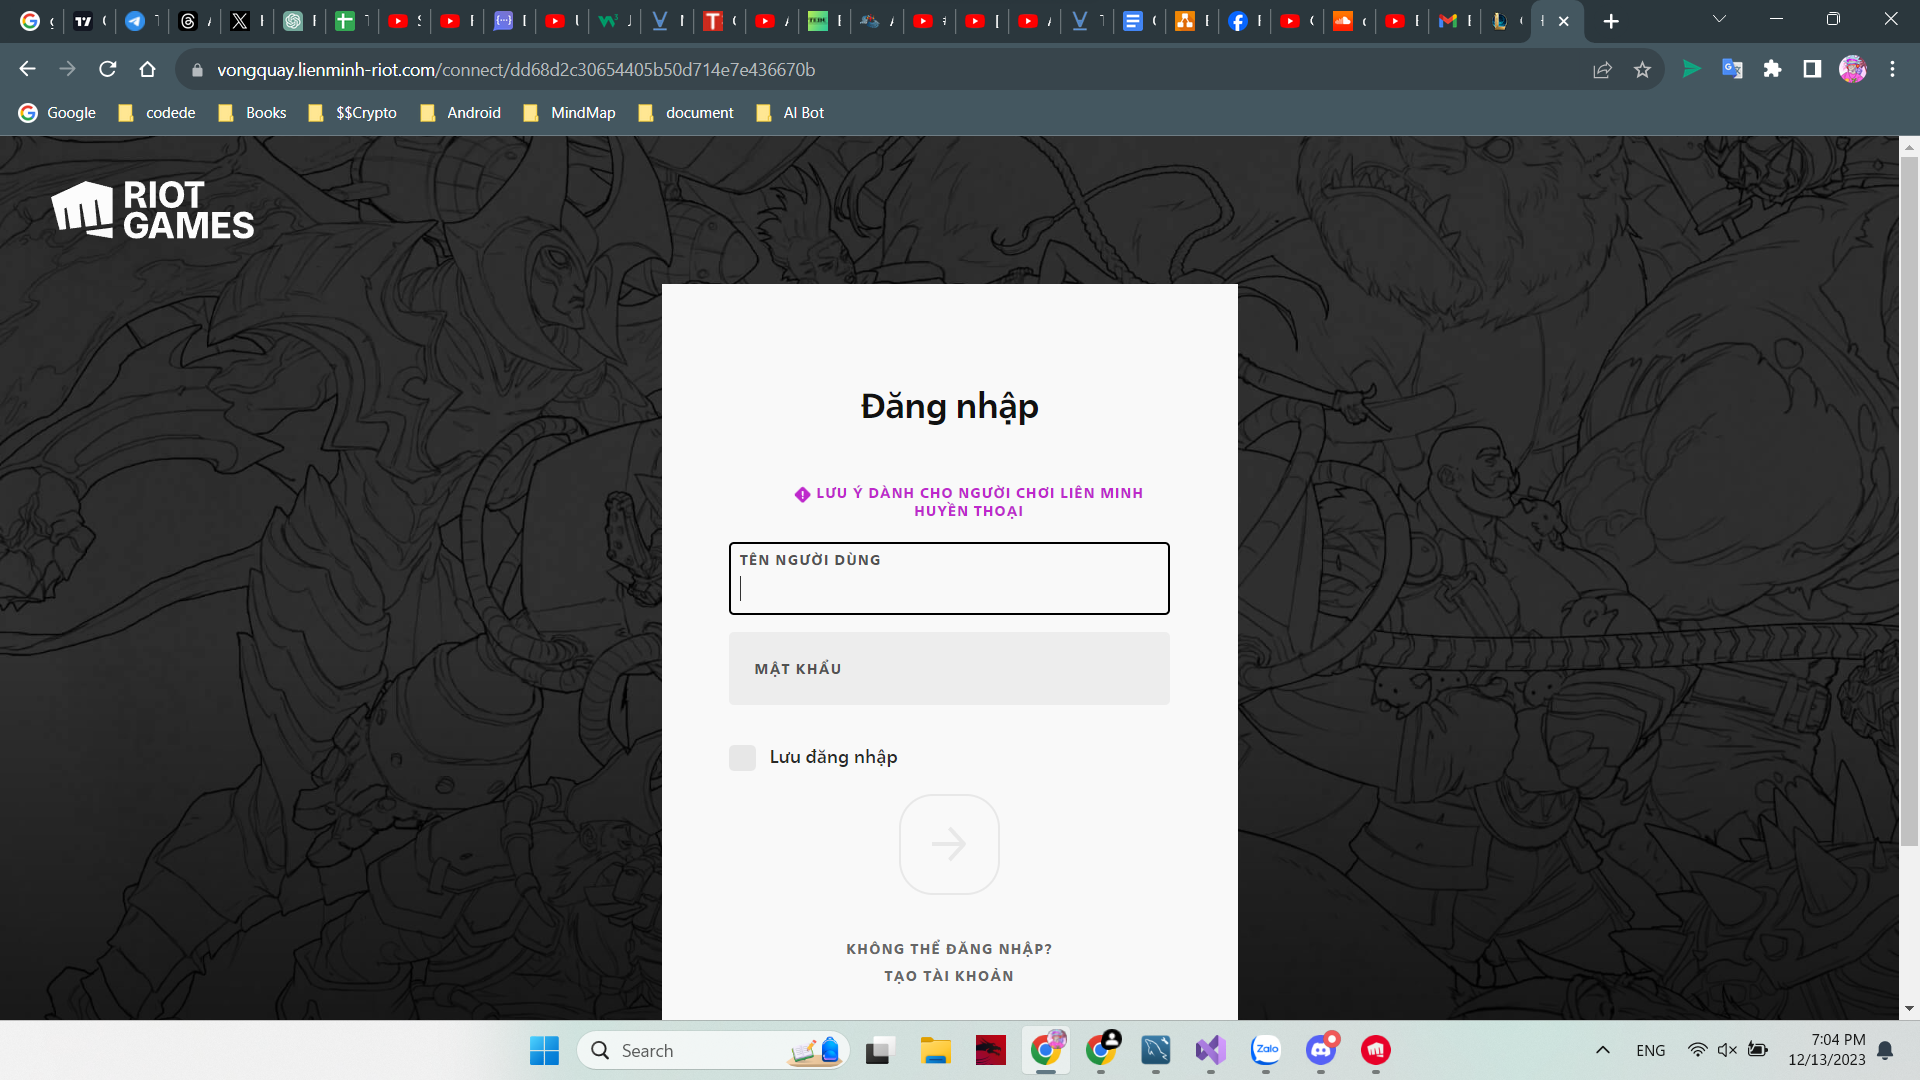 vongquay.lienminh-riot.com/connect/dd68d2c30654405b50d714e7e436670b
Google
codede
Books
$$Crypto
Android
MindMap
document
AI Bot
RIOT
GAMES
Đăng nhập
LƯU Ý DÀNH CHO NGƯỜI CHƠI LIÊN MINH
HUYỀN THOẠI
TÊN NGƯỜI DÙNG
MẬT KHẨU
Lưu đăng nhập
KHÔNG THỂ ĐĂNG NHẬP?
TẠO TÀI KHOẢN
Search
Zalo
ENG
7:04 PM
12/13/2023